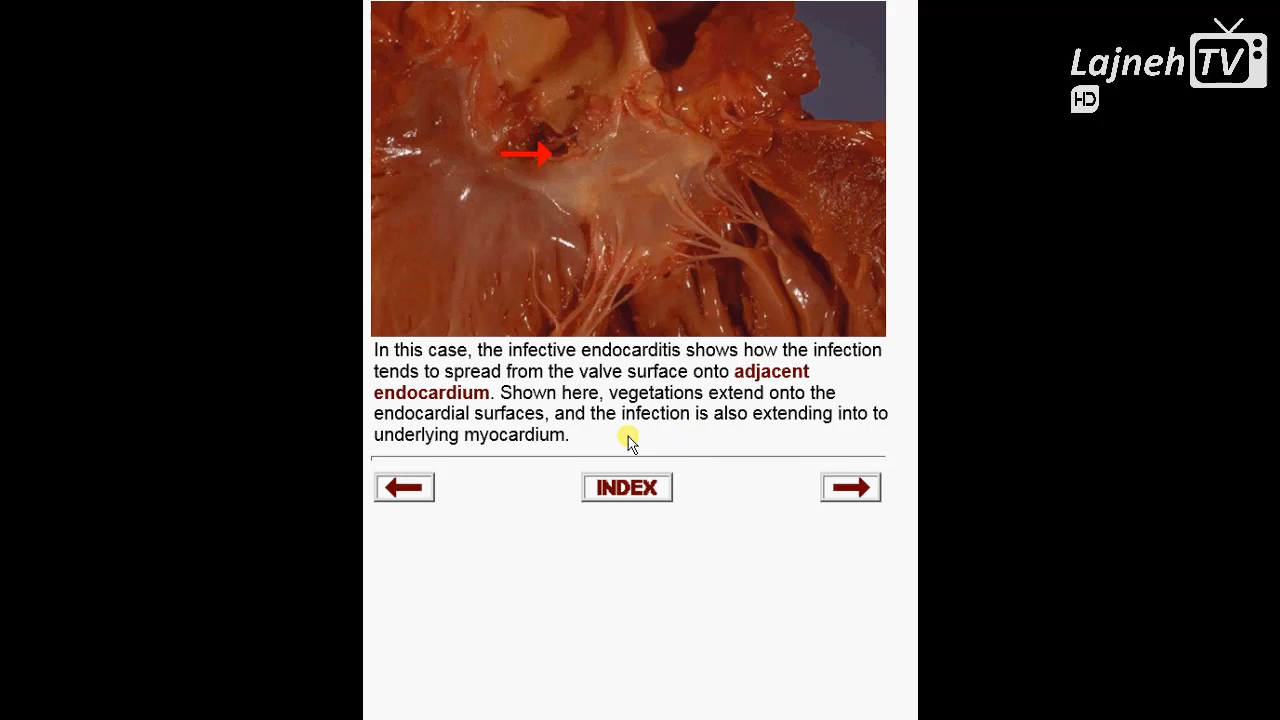 Lajneh TV
HD
In this case, the infective endocarditis shows how the infection
tends to spread from the valve surface onto adjacent
endocardium. Shown here, vegetations extend onto the
endocardial surfaces, and the infection is also extending into to
underlying myocardium.
INDEX